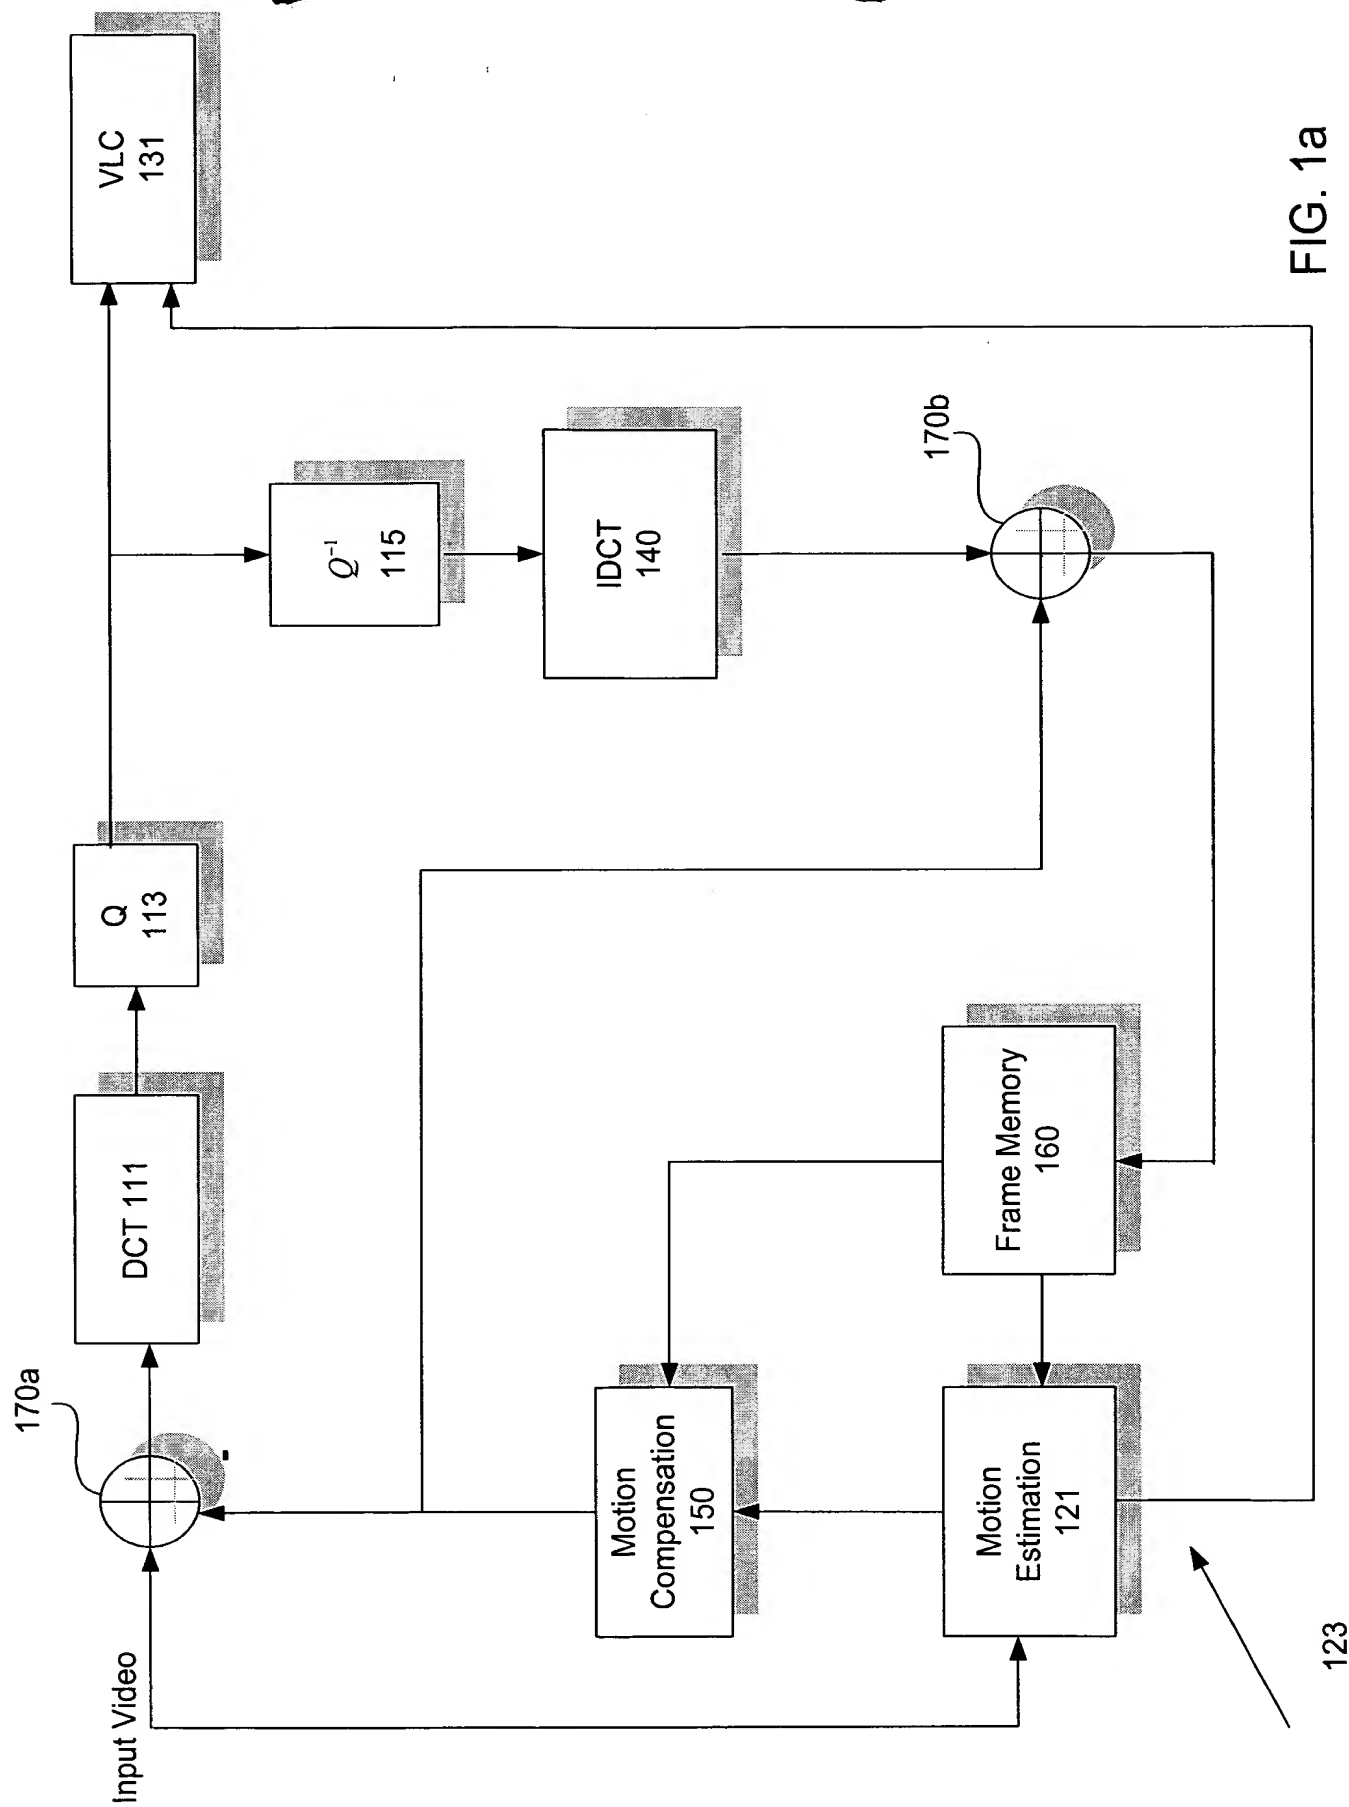 170a
DCT 111
Q
113
VLC
131
Input Video
Q⁻¹
115
Motion
Compensation
150
IDCT
140
Motion
Estimation
121
Frame Memory
160
170b
123
FIG. 1a